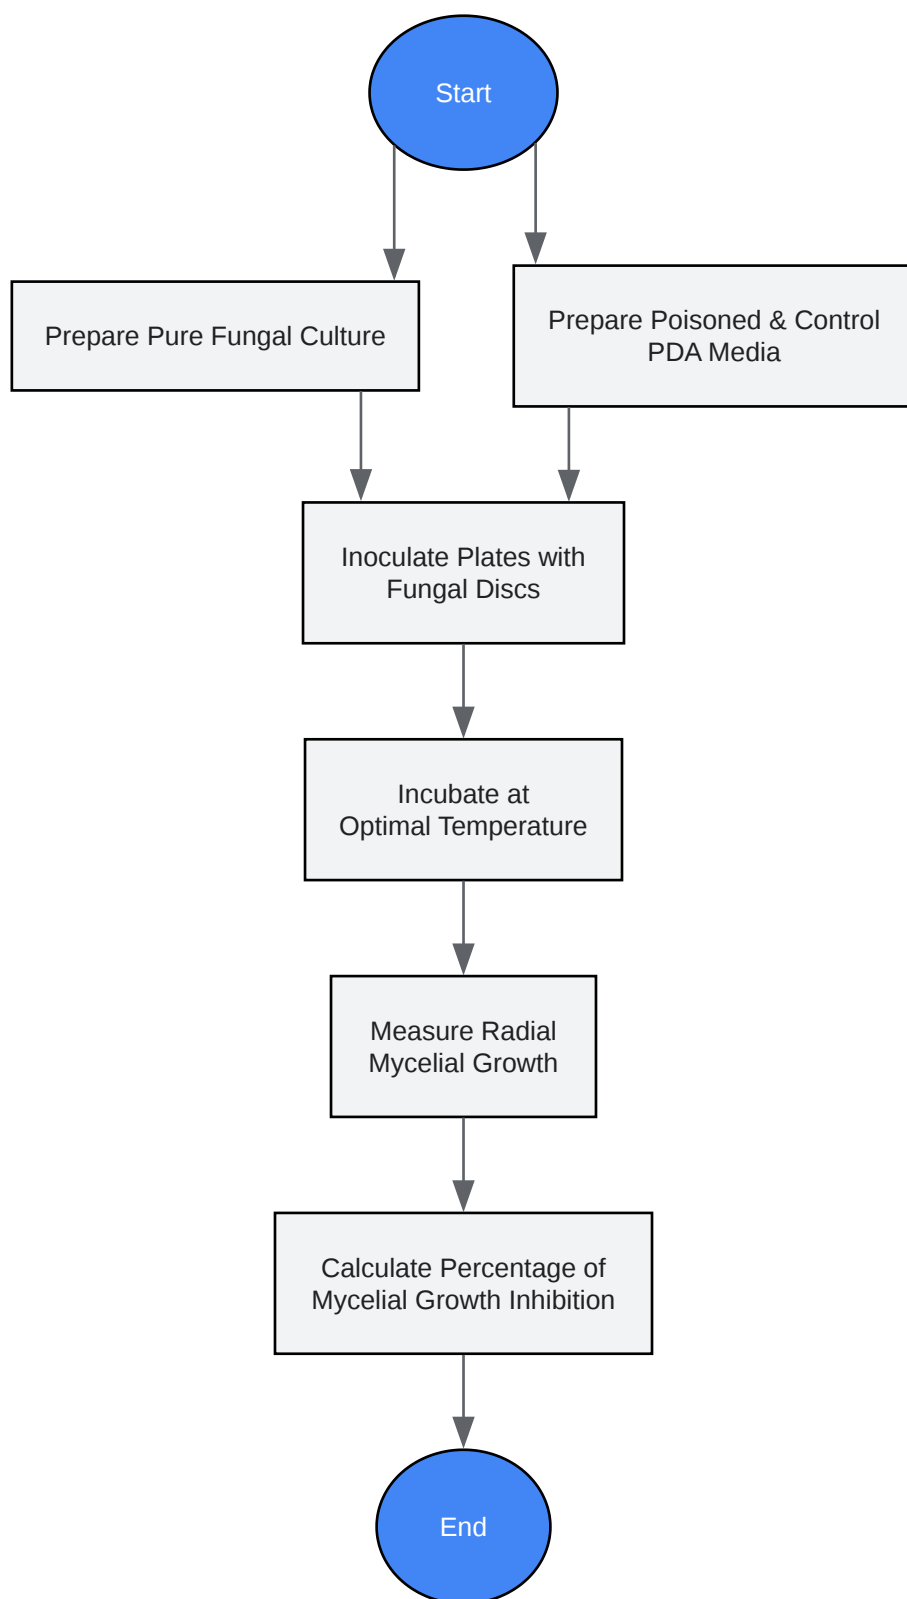 Start
Prepare Pure Fungal Culture
Prepare Poisoned & Control
PDA Media
Inoculate Plates with
Fungal Discs
Incubate at
Optimal Temperature
Measure Radial
Mycelial Growth
Calculate Percentage of
Mycelial Growth Inhibition
End